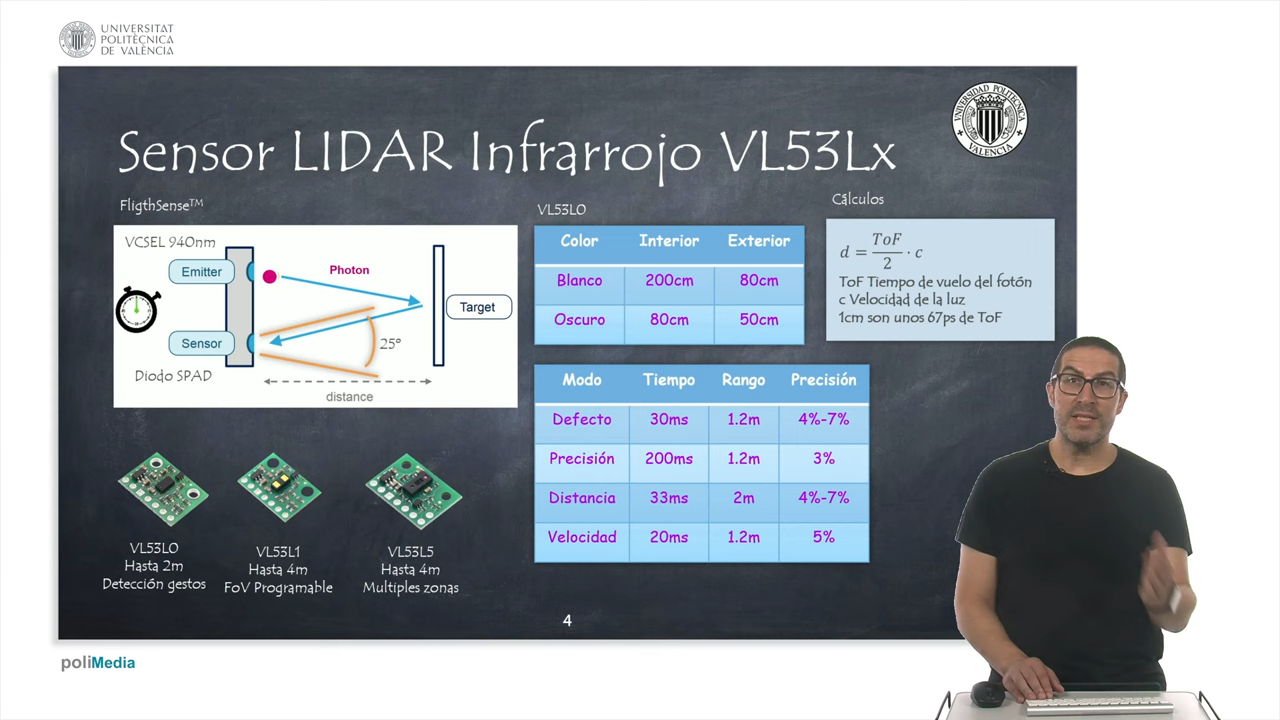 UNIVERSITAT
POLITÈCNICA
DE VALÈNCIA
UNIVERSIDAD POLITECNICA
VALENCIA
Sensor LIDAR Infrarrojo VL53Lx
FligthSense™
VCSEL 940nm
Emitter
Photon
Target
Sensor
25º
Diodo SPAD
distance
VL53L0
Color Interior Exterior
Blanco 200cm 80cm
Oscuro 80cm 50cm
Cálculos
d = ToF/2 · c
ToF Tiempo de vuelo del fotón
c Velocidad de la luz
1cm son unos 67ps de ToF
Modo Tiempo Rango Precisión
Defecto 30ms 1.2m 4%-7%
Precisión 200ms 1.2m 3%
Distancia 33ms 2m 4%-7%
Velocidad 20ms 1.2m 5%
VL53L0
Hasta 2m
Detección gestos
VL53L1
Hasta 4m
FoV Programable
VL53L5
Hasta 4m
Multiples zonas
4
poliMedia